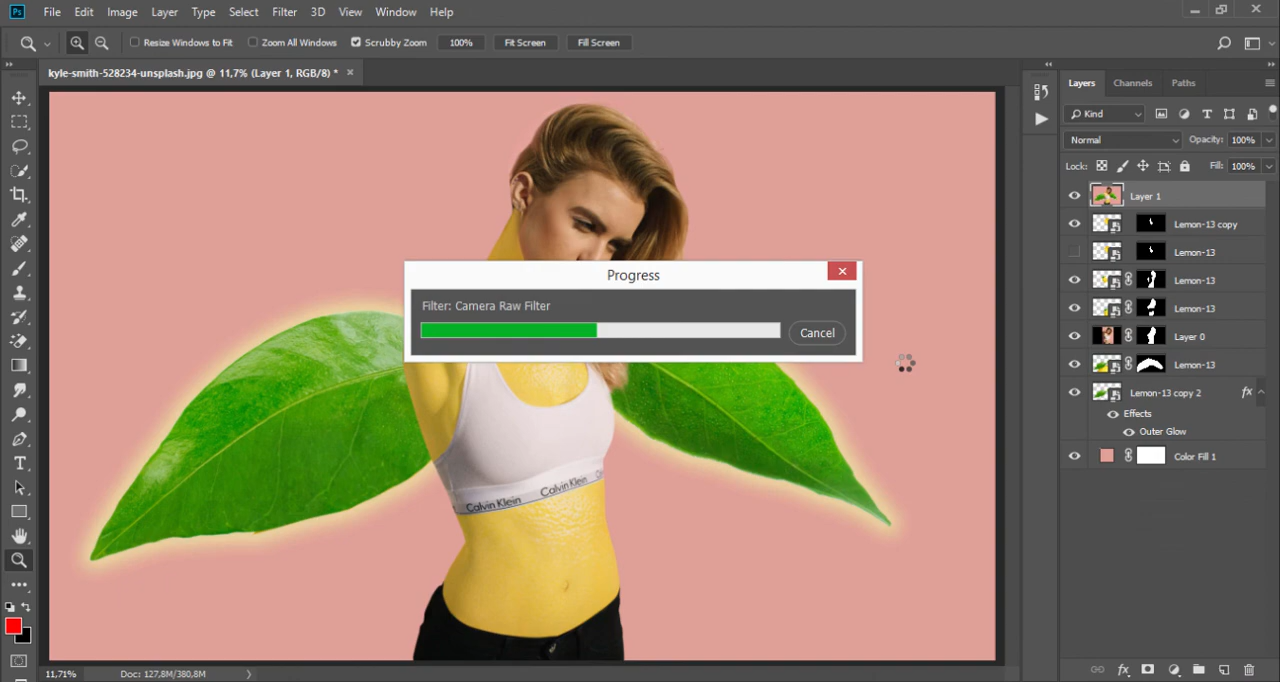 Ps File Edit Image Layer Type Select Filter 3D View Window Help
Resize Windows to Fit Zoom All Windows Scrubby Zoom 100% Fit Screen Fill Screen
kyle-smith-528234-unsplash.jpg @ 11,7% (Layer 1, RGB/8) * ×
Layers Channels Paths
Kind
Normal Opacity: 100%
Lock: Fill: 100%
Layer 1
Lemon-13 copy
Lemon-13
Lemon-13
Lemon-13
Layer 0
Lemon-13
Lemon-13 copy 2 fx
Effects
Outer Glow
Color Fill 1
Progress
Filter: Camera Raw Filter
Cancel
Calvin Klein Calvin Klein
11,71% Doc: 127,8M/380,8M
fx